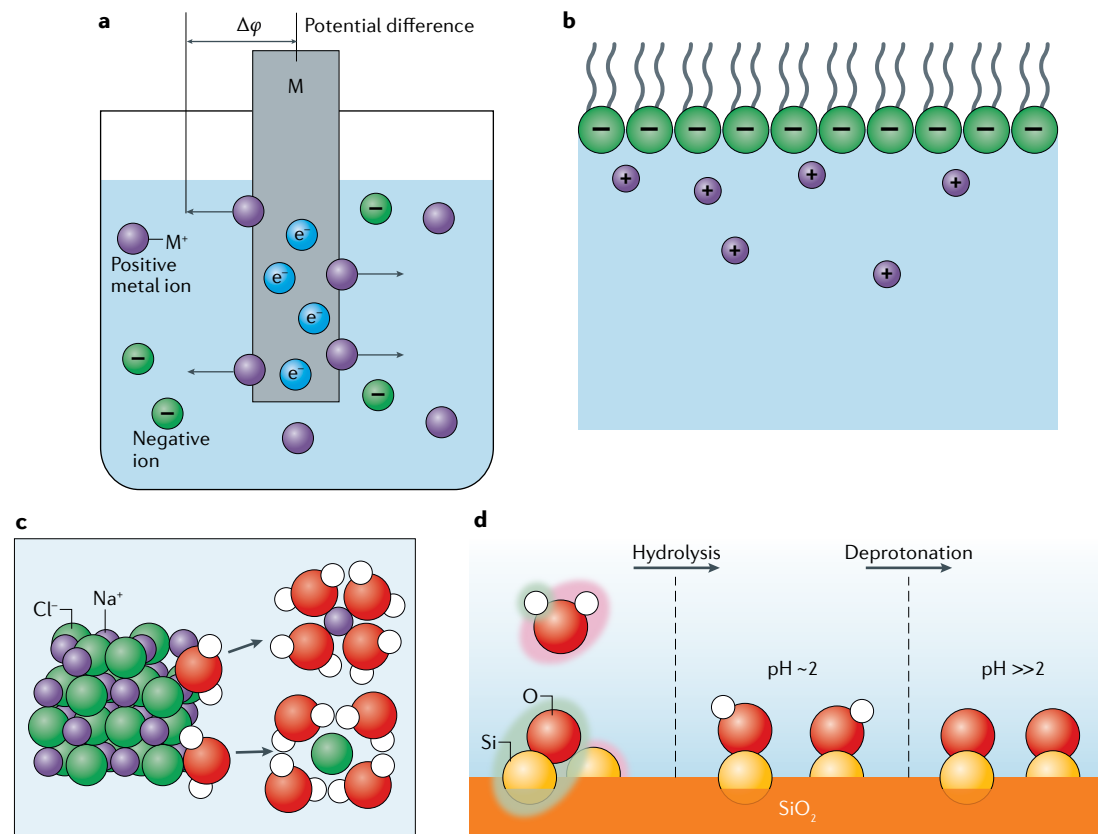 a
Δφ
Potential difference
M
e⁻
e⁻
e⁻
e⁻
M⁺
Positive
metal ion
−
−
−
−
Negative
ion
b
− − − − − − − − − −
+ + + +
+ +
c
Cl⁻
Na⁺
d
Hydrolysis
Deprotonation
pH ~2
pH >>2
O
Si
SiO₂